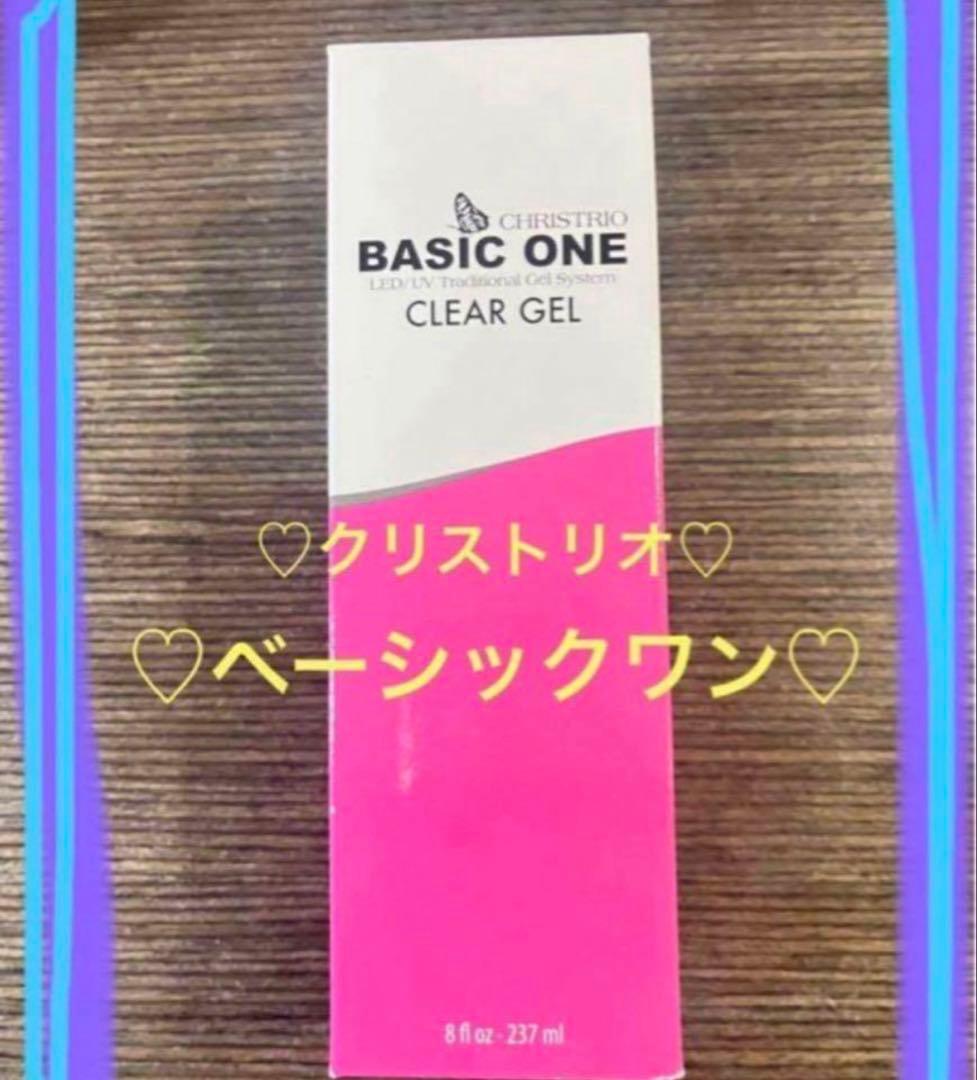 CHRISTRIO
BASIC ONE
LED/UV Traditional Gel System
CLEAR GEL
♡クリストリオ♡
♡ベーシックワン♡
8 fl oz - 237 ml